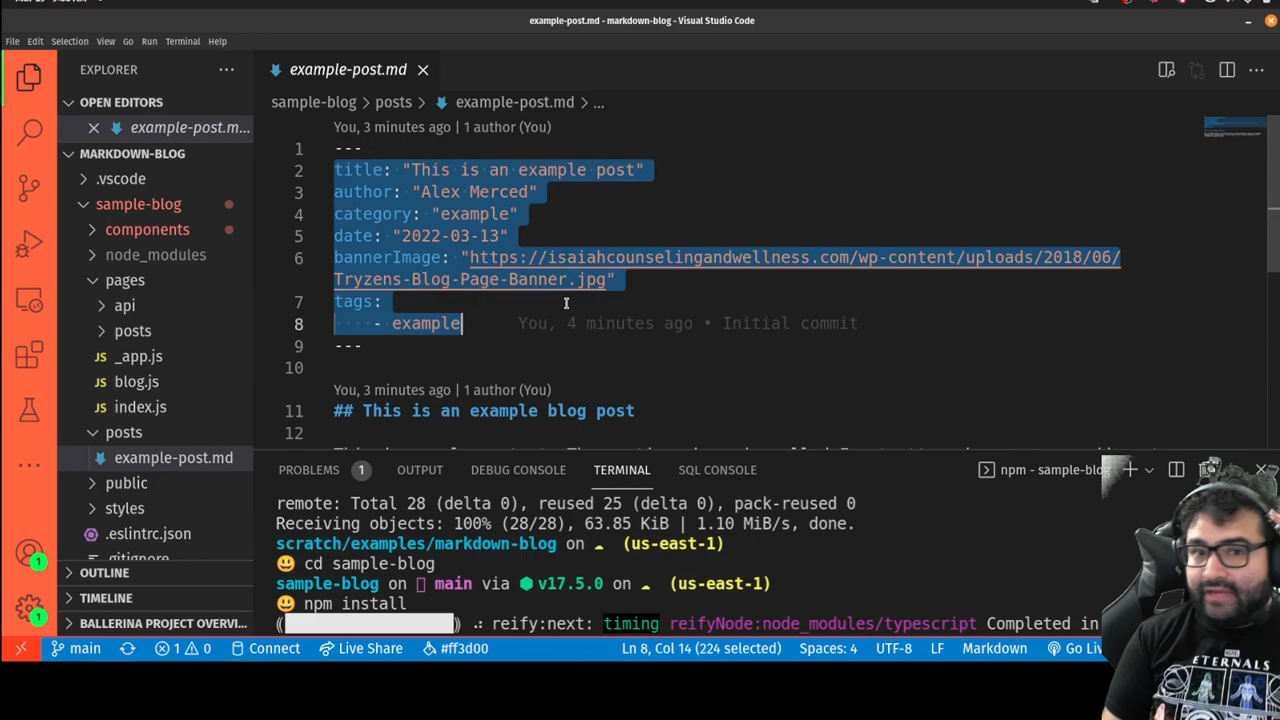 example-post.md - markdown-blog - Visual Studio Code
File Edit Selection View Go Run Terminal Help
EXPLORER
OPEN EDITORS
example-post.m...
MARKDOWN-BLOG
.vscode
sample-blog
components
node_modules
pages
api
posts
JS _app.js
JS blog.js
JS index.js
posts
example-post.md
public
styles
.eslintrc.json
.gitignore
OUTLINE
TIMELINE
BALLERINA PROJECT OVERVI...
1
1
example-post.md
sample-blog > posts > example-post.md > ...
You, 3 minutes ago | 1 author (You)
1 ---
2 title: "This is an example post"
3 author: "Alex Merced"
4 category: "example"
5 date: "2022-03-13"
6 bannerImage: "https://isaiahcounselingandwellness.com/wp-content/uploads/2018/06/
Tryzens-Blog-Page-Banner.jpg"
7 tags:
8 - example You, 4 minutes ago • Initial commit
9 ---
10
You, 3 minutes ago | 1 author (You)
11 ## This is an example blog post
12
PROBLEMS 1 OUTPUT DEBUG CONSOLE TERMINAL SQL CONSOLE npm - sample-blog
remote: Total 28 (delta 0), reused 25 (delta 0), pack-reused 0
Receiving objects: 100% (28/28), 63.85 KiB | 1.10 MiB/s, done.
scratch/examples/markdown-blog on (us-east-1)
cd sample-blog
sample-blog on main via v17.5.0 on (us-east-1)
npm install
reify:next: timing reifyNode:node_modules/typescript Completed in
main 1 0 Connect Live Share #ff3d00 Ln 8, Col 14 (224 selected) Spaces: 4 UTF-8 LF Markdown Go Live
ETERNALS